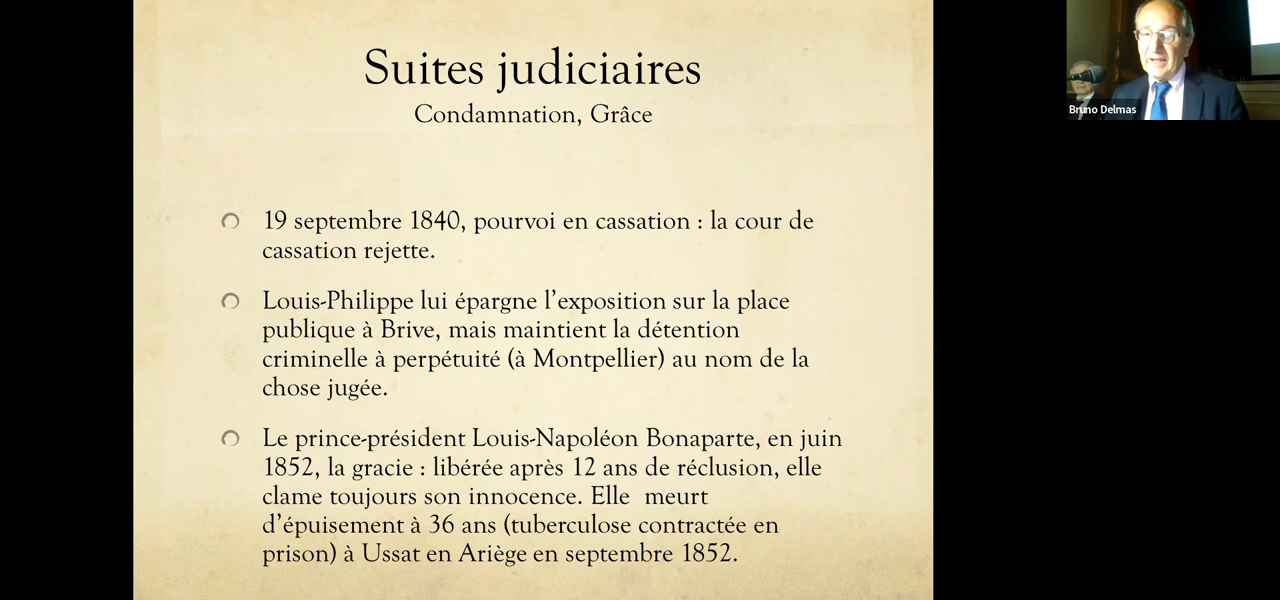 Suites judiciaires
Condamnation, Grâce
19 septembre 1840, pourvoi en cassation : la cour de
cassation rejette.
Louis-Philippe lui épargne l’exposition sur la place
publique à Brive, mais maintient la détention
criminelle à perpétuité (à Montpellier) au nom de la
chose jugée.
Le prince-président Louis-Napoléon Bonaparte, en juin
1852, la gracie : libérée après 12 ans de réclusion, elle
clame toujours son innocence. Elle  meurt
d’épuisement à 36 ans (tuberculose contractée en
prison) à Ussat en Ariège en septembre 1852.
Bruno Delmas